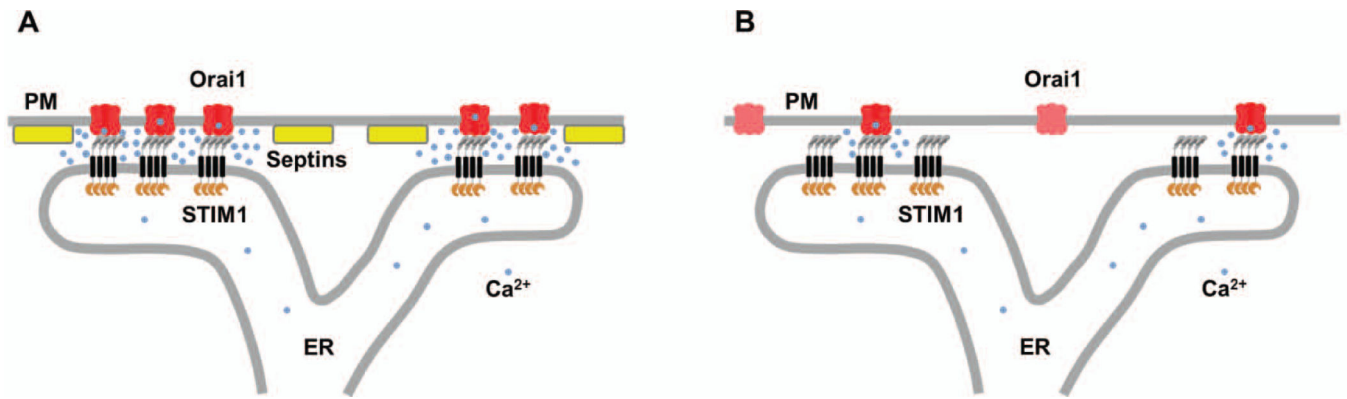 A
Orai1
PM
Septins
STIM1
Ca²⁺
ER
B
Orai1
PM
STIM1
Ca²⁺
ER